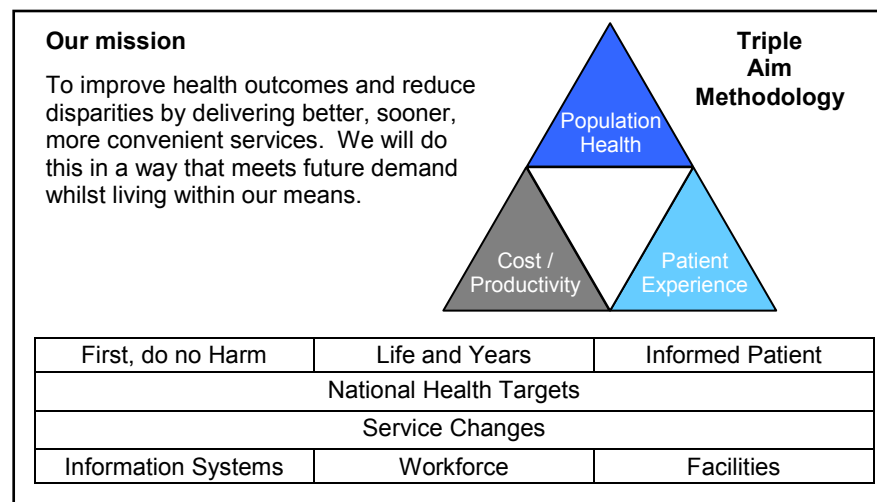 Our mission
To improve health outcomes and reduce
disparities by delivering better, sooner,
more convenient services.  We will do
this in a way that meets future demand
whilst living within our means.
Triple
Aim
Methodology
Population
Health
Cost /
Productivity
Patient
Experience
First, do no Harm
Life and Years
Informed Patient
National Health Targets
Service Changes
Information Systems
Workforce
Facilities